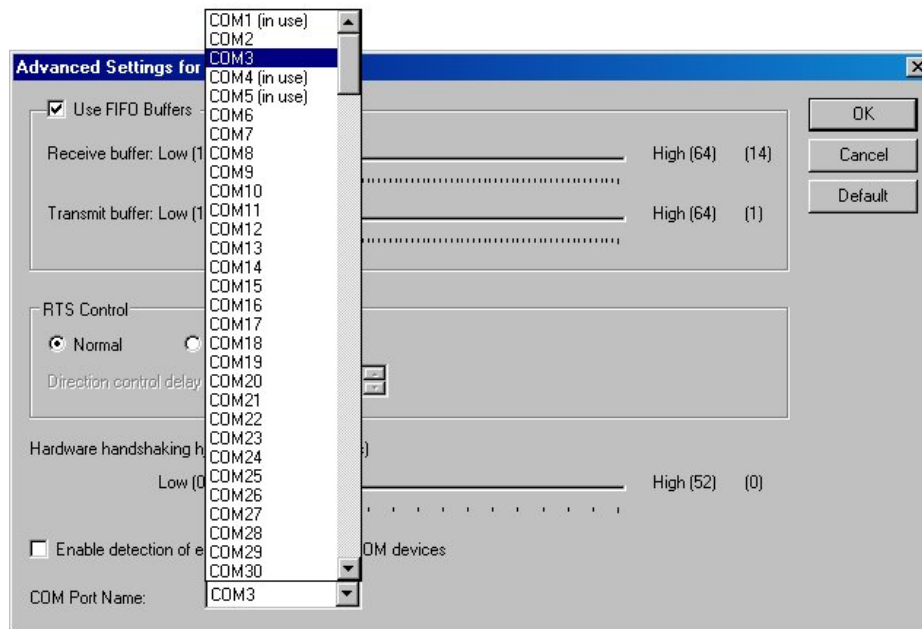 Advanced Settings for
Use FIFO Buffers
Receive buffer: Low (1
High (64)
(14)
Transmit buffer: Low (1
High (64)
(1)
RTS Control
Normal
Direction control delay
Hardware handshaking h
)
Low (0
High (52)
(0)
Enable detection of e
OM devices
COM Port Name:
COM3
COM1 (in use)
COM2
COM3
COM4 (in use)
COM5 (in use)
COM6
COM7
COM8
COM9
COM10
COM11
COM12
COM13
COM14
COM15
COM16
COM17
COM18
COM19
COM20
COM21
COM22
COM23
COM24
COM25
COM26
COM27
COM28
COM29
COM30
OK
Cancel
Default